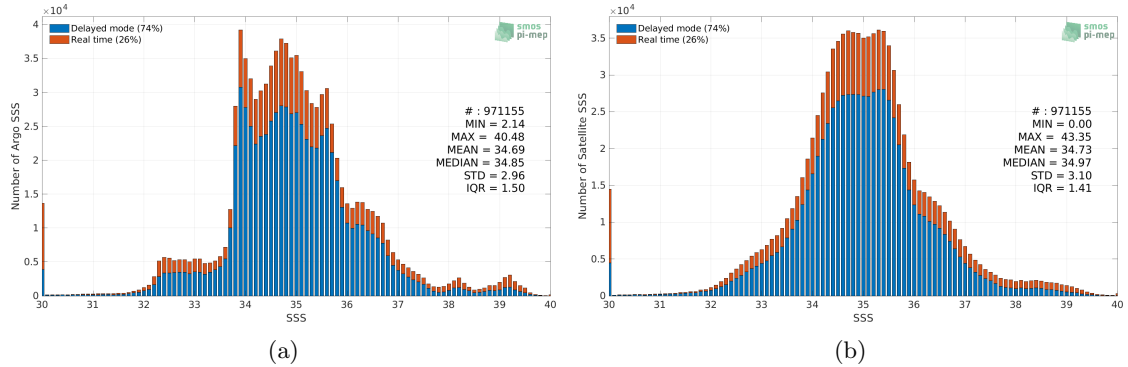 ×10⁴
Delayed mode (74%)
Real time (26%)
smos
pi-mep
# : 971155
MIN = 2.14
MAX = 40.48
MEAN = 34.69
MEDIAN = 34.85
STD = 2.96
IQR = 1.50
Number of Argo SSS
4
3.5
3
2.5
2
1.5
1
0.5
0
30 31 32 33 34 35 36 37 38 39 40
SSS
(a)
×10⁴
Delayed mode (74%)
Real time (26%)
smos
pi-mep
# : 971155
MIN = 0.00
MAX = 43.35
MEAN = 34.73
MEDIAN = 34.97
STD = 3.10
IQR = 1.41
Number of Satellite SSS
3.5
3
2.5
2
1.5
1
0.5
0
30 31 32 33 34 35 36 37 38 39 40
SSS
(b)